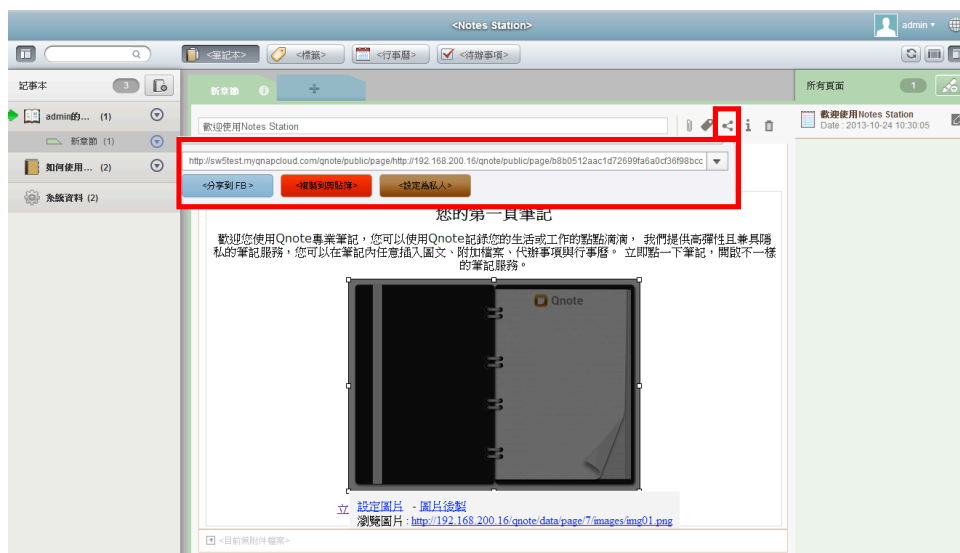 <Notes Station>
admin
<筆記本>
<標籤>
<行事曆>
<待辦事項>
記事本
3
新章節
所有頁面
1
admin的... (1)
新章節 (1)
如何使用... (2)
系統資料 (2)
歡迎使用Notes Station
歡迎使用Notes Station
Date : 2013-10-24 10:30:05
http://sw5test.myqnapcloud.com/qnote/public/page/http://192.168.200.16/qnote/public/page/b8b0512aac1d72699fa6a0cf36f98bcc
<分享到 FB >
<複製到剪貼簿>
<設定為私人>
您的第一頁筆記
歡迎您使用Qnote專業筆記，您可以使用Qnote記錄您的生活或工作的點點滴滴， 我們提供高彈性且兼具隱
私的筆記服務，您可以在筆記內任意插入圖文、附加檔案、代辦事項與行事曆。 立即點一下筆記，開啟不一樣
的筆記服務。
Qnote
立
設定圖片 - 圖片後製
瀏覽圖片 : http://192.168.200.16/qnote/data/page/7/images/img01.png
<目前無附件檔案>